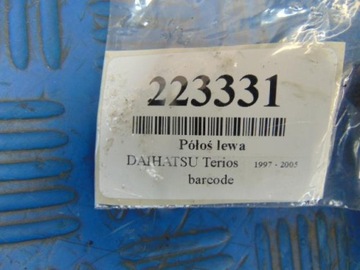 223331
Półoś lewa
DAIHATSU Terios 1997 - 2005
barcode